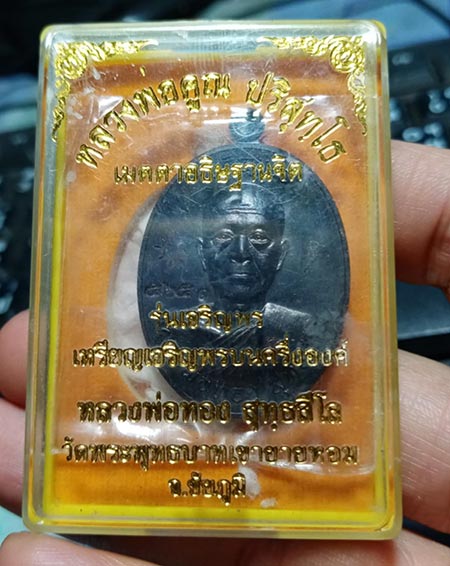 หลวงพ่อคูณ ปริสุทโธ
เมตตาอธิษฐานจิต
๕๖๕๑
รุ่นเจริญพร
เหรียญเจริญพรบนครึ่งองค์
หลวงพ่อทอง สุทธสีโล
วัดพระพุทธบาทเขายายหอม
จ.ชัยภูมิ